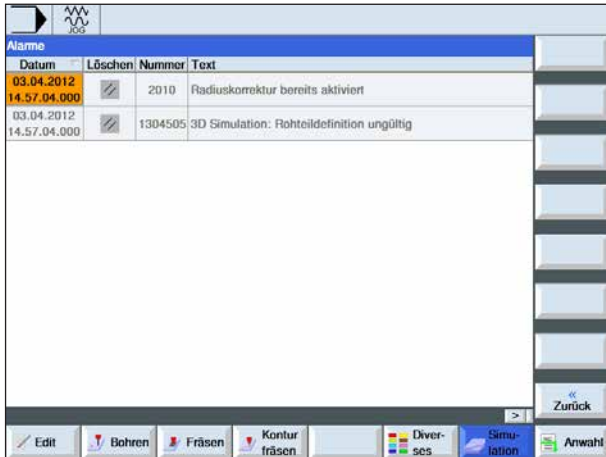 JOG
Alarme
Datum Löschen Nummer Text
03.04.2012
14.57.04.000
2010 Radiuskorrektur bereits aktiviert
03.04.2012
14.57.04.000
1304505 3D Simulation: Rohteildefinition ungültig
>
«
Zurück
Edit
Bohren
Fräsen
Kontur
fräsen
Diver-
ses
Simu-
lation
Anwahl